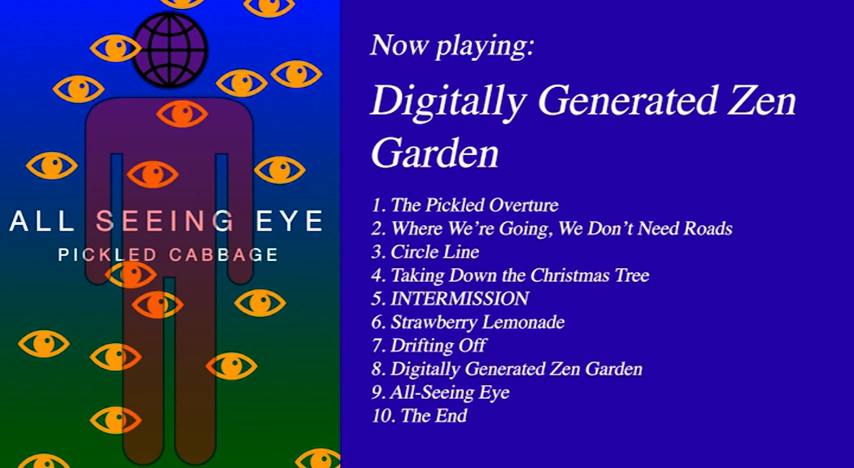 ALL SEEING EYE
PICKLED CABBAGE
Now playing:
Digitally Generated Zen
Garden
1. The Pickled Overture
2. Where We're Going, We Don't Need Roads
3. Circle Line
4. Taking Down the Christmas Tree
5. INTERMISSION
6. Strawberry Lemonade
7. Drifting Off
8. Digitally Generated Zen Garden
9. All-Seeing Eye
10. The End